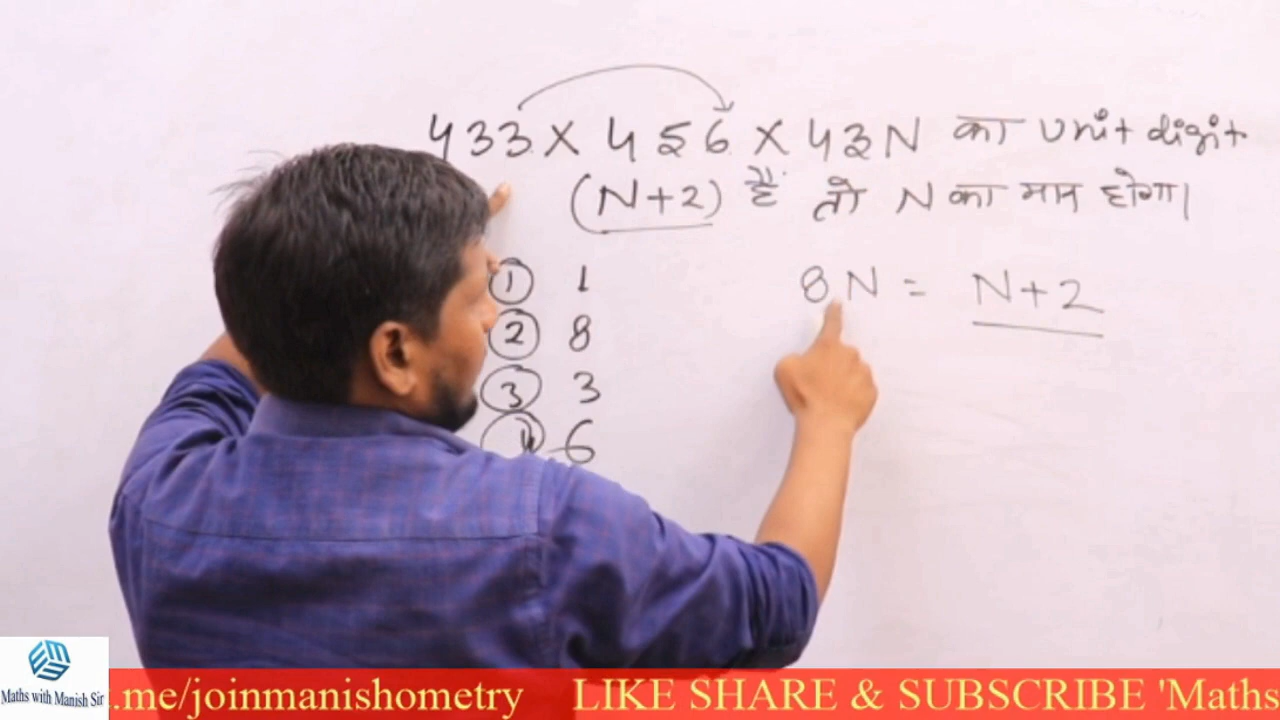 433 X 456 X 43N का Unit digit
(N+2) है तो N का मान होगा।
① 1
② 8
③ 3
④ 6
8N = N+2
Maths with Manish Sir
.me/joinmanishometry LIKE SHARE & SUBSCRIBE 'Maths